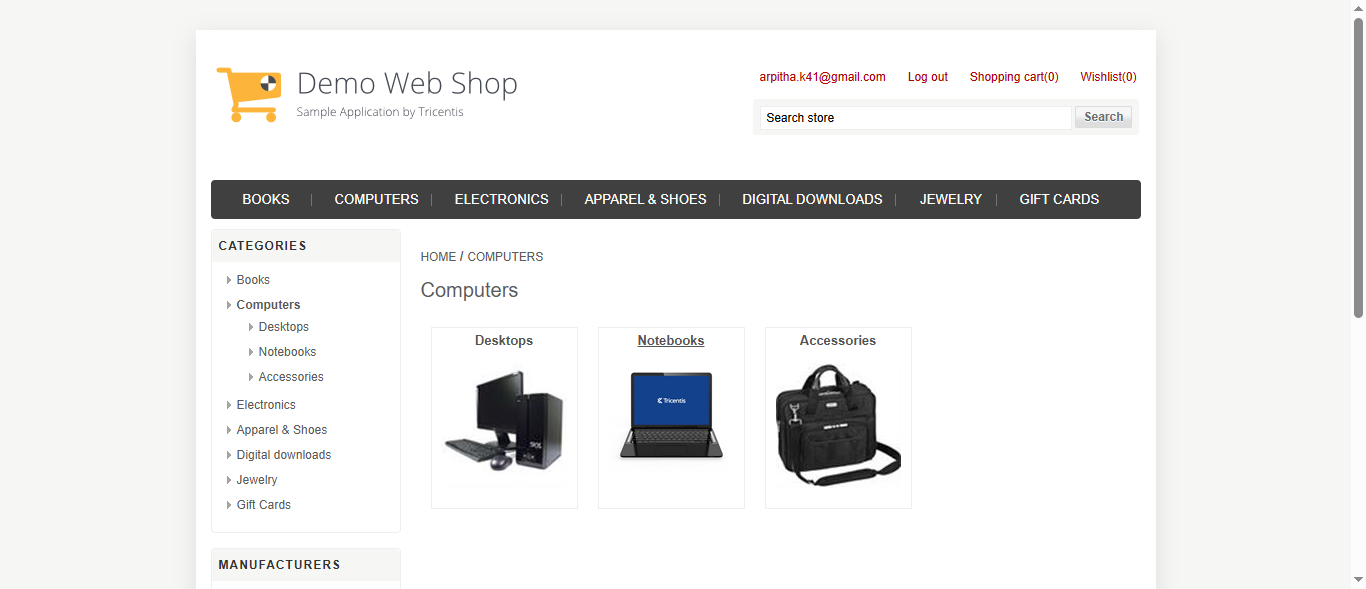 Demo Web Shop
Sample Application by Tricentis
arpitha.k41@gmail.com Log out Shopping cart(0) Wishlist(0)
Search store Search
BOOKS COMPUTERS ELECTRONICS APPAREL & SHOES DIGITAL DOWNLOADS JEWELRY GIFT CARDS
CATEGORIES
Books
Computers
Desktops
Notebooks
Accessories
Electronics
Apparel & Shoes
Digital downloads
Jewelry
Gift Cards
MANUFACTURERS
HOME / COMPUTERS
Computers
Desktops Notebooks Accessories
Tricentis